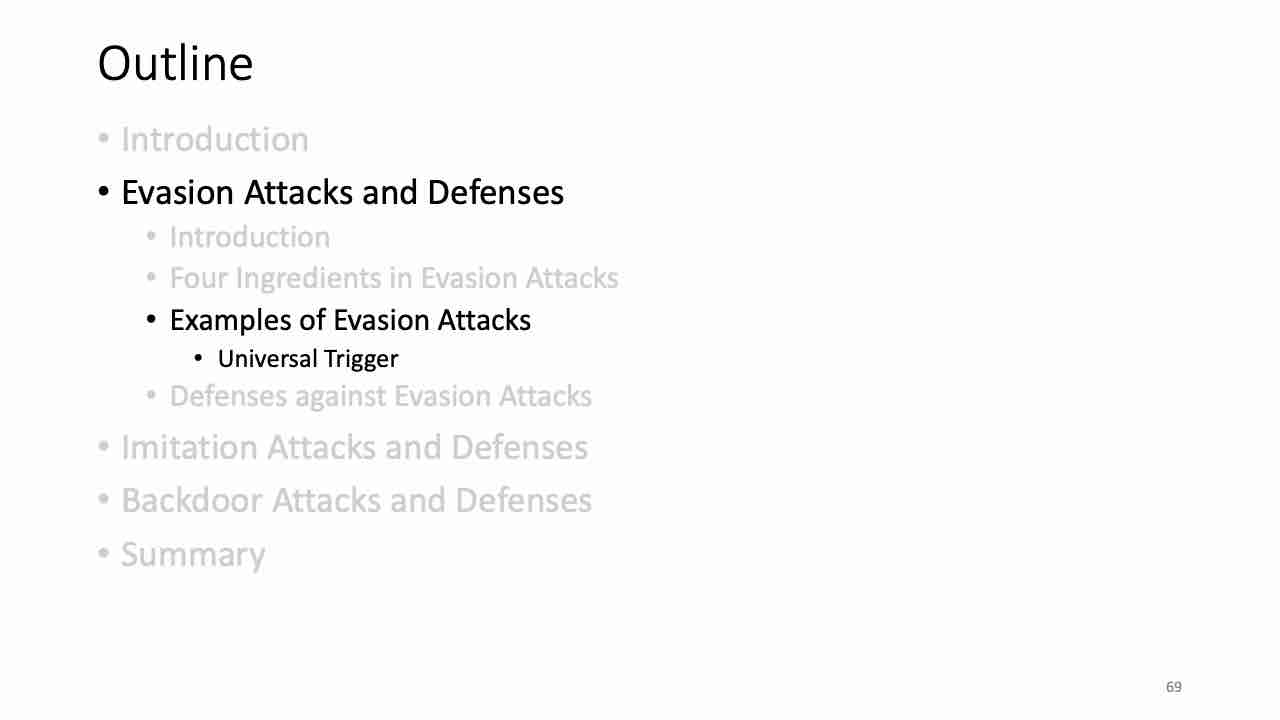 Outline
• Introduction
• Evasion Attacks and Defenses
• Introduction
• Four Ingredients in Evasion Attacks
• Examples of Evasion Attacks
• Universal Trigger
• Defenses against Evasion Attacks
• Imitation Attacks and Defenses
• Backdoor Attacks and Defenses
• Summary
69